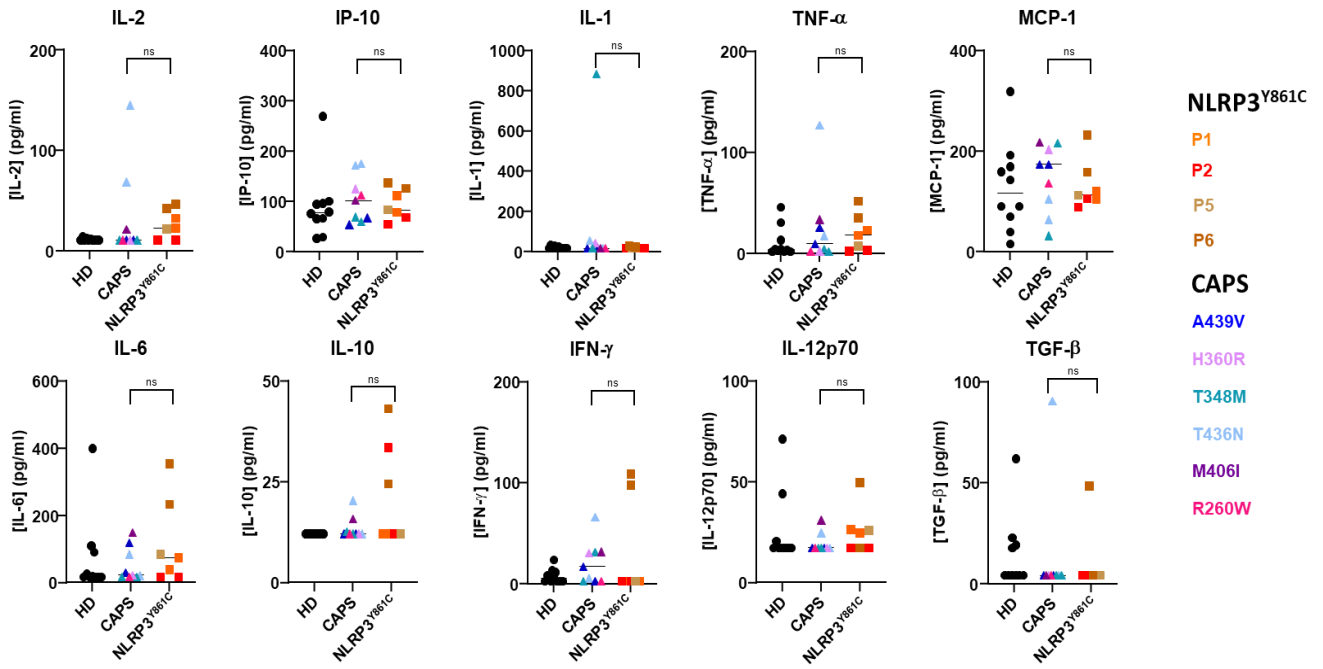 IL-2
[IL-2] (pg/ml)
200
100
0
ns
HD
CAPS
NLRP3Y861C
IP-10
[IP-10] (pg/ml)
400
300
200
100
0
ns
HD
CAPS
NLRP3Y861C
IL-1
[IL-1] (pg/ml)
1000
800
600
400
200
0
ns
HD
CAPS
NLRP3Y861C
TNF-α
[TNF-α] (pg/ml)
200
100
0
ns
HD
CAPS
NLRP3Y861C
MCP-1
[MCP-1] (pg/ml)
400
200
0
ns
HD
CAPS
NLRP3Y861C
IL-6
[IL-6] (pg/ml)
600
400
200
0
ns
HD
CAPS
NLRP3Y861C
IL-10
[IL-10] (pg/ml)
50
25
0
ns
HD
CAPS
NLRP3Y861C
IFN-γ
[IFN-γ] (pg/ml)
200
100
0
ns
HD
CAPS
NLRP3Y861C
IL-12p70
[IL-12p70] (pg/ml)
100
50
0
ns
HD
CAPS
NLRP3Y861C
TGF-β
[TGF-β] (pg/ml)
100
50
0
ns
HD
CAPS
NLRP3Y861C
NLRP3Y861C
P1
P2
P5
P6
CAPS
A439V
H360R
T348M
T436N
M406I
R260W